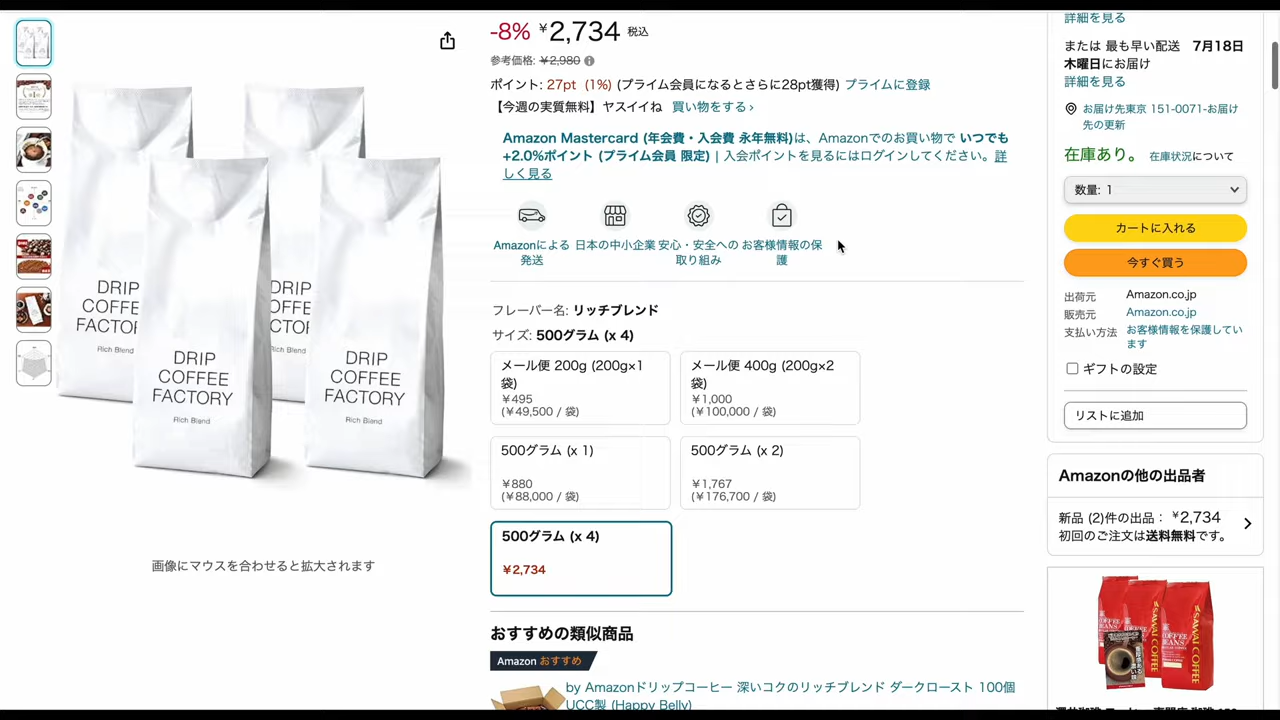 -8% ¥2,734 税込
参考価格: ¥2,980
ポイント: 27pt (1%) (プライム会員になるとさらに28pt獲得) プライムに登録
【今週の実質無料】ヤスイイね 買い物をする ›
Amazon Mastercard (年会費・入会費 永年無料)は、Amazonでのお買い物で いつでも
+2.0%ポイント (プライム会員 限定) | 入会ポイントを見るにはログインしてください。詳
しく見る
Amazonによる
発送
日本の中小企業
安心・安全への
取り組み
お客様情報の保
護
フレーバー名: リッチブレンド
サイズ: 500グラム (x 4)
メール便 200g (200g×1
袋)
¥495
(¥49,500 / 袋)
メール便 400g (200g×2
袋)
¥1,000
(¥100,000 / 袋)
500グラム (x 1)
¥880
(¥88,000 / 袋)
500グラム (x 2)
¥1,767
(¥176,700 / 袋)
500グラム (x 4)
¥2,734
おすすめの類似商品
Amazon おすすめ
by Amazonドリップコーヒー 深いコクのリッチブレンド ダークロースト 100個
UCC製 (Happy Belly)
DRIP
COFFE
FACTOR
Rich Blend
DRIP
COFFEE
FACTORY
Rich Blend
DRIP
COFFEE
FACTORY
Rich Blend
画像にマウスを合わせると拡大されます
詳細を見る
または 最も早い配送 7月18日
木曜日にお届け
詳細を見る
お届け先東京 151-0071-お届け
先の更新
在庫あり。 在庫状況について
数量: 1
カートに入れる
今すぐ買う
出荷元 Amazon.co.jp
販売元 Amazon.co.jp
支払い方法 お客様情報を保護してい
ます
ギフトの設定
リストに追加
Amazonの他の出品者
新品 (2)件の出品： ¥2,734
初回のご注文は送料無料です。
SAWAI COFFEE